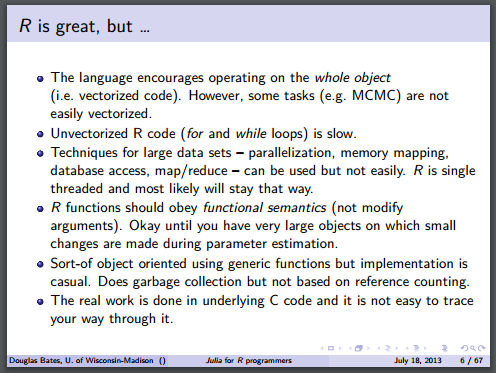 R is great, but ...
The language encourages operating on the whole object
(i.e. vectorized code). However, some tasks (e.g. MCMC) are not
easily vectorized.
Unvectorized R code (for and while loops) is slow.
Techniques for large data sets – parallelization, memory mapping,
database access, map/reduce – can be used but not easily. R is single
threaded and most likely will stay that way.
R functions should obey functional semantics (not modify
arguments). Okay until you have very large objects on which small
changes are made during parameter estimation.
Sort-of object oriented using generic functions but implementation is
casual. Does garbage collection but not based on reference counting.
The real work is done in underlying C code and it is not easy to trace
your way through it.
Douglas Bates, U. of Wisconsin-Madison () Julia for R programmers July 18, 2013 6 / 67